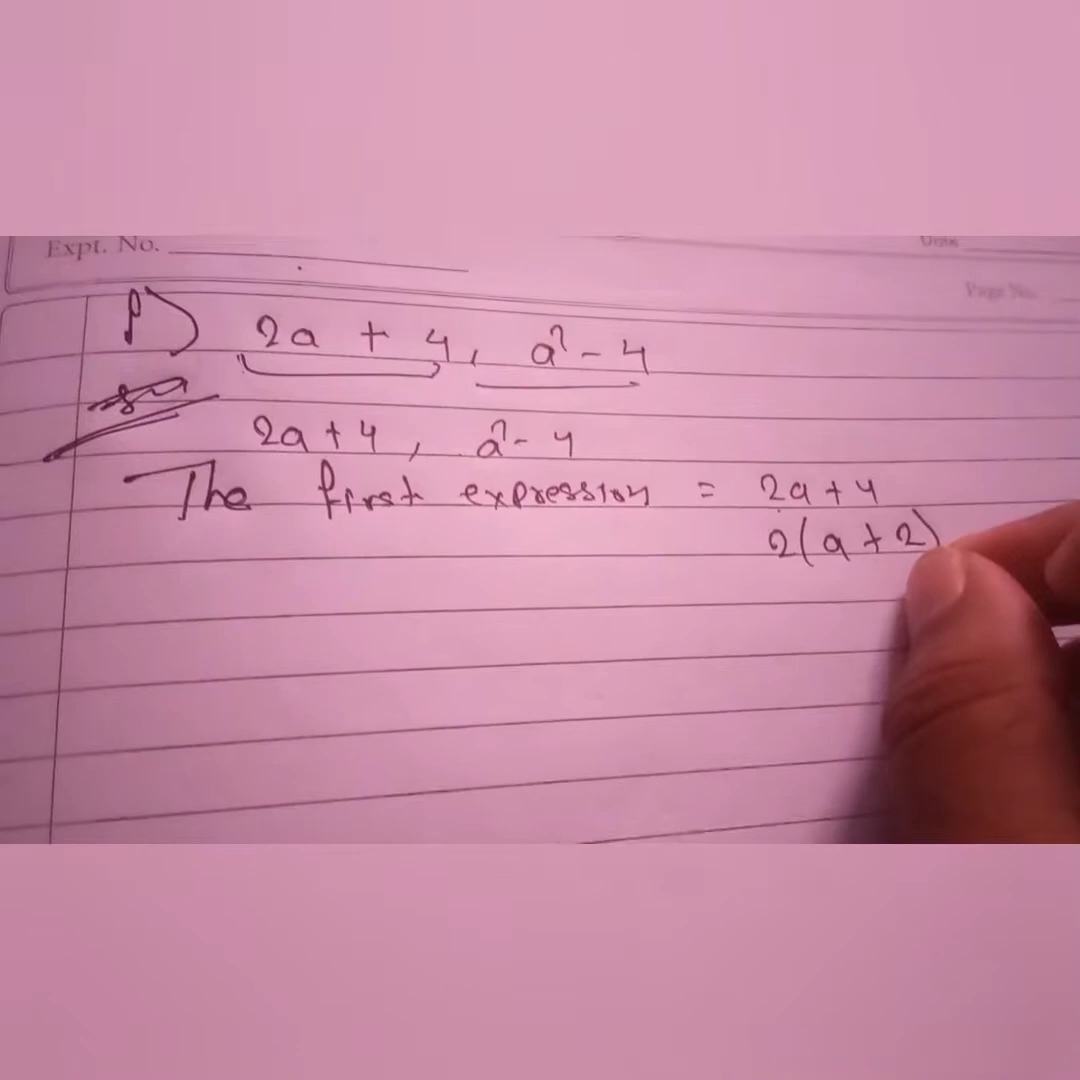 Expt. No.
Page No.
2a + 4, a² - 4
2a + 4, a² - 4
The first expression = 2a + 4
2(a + 2)